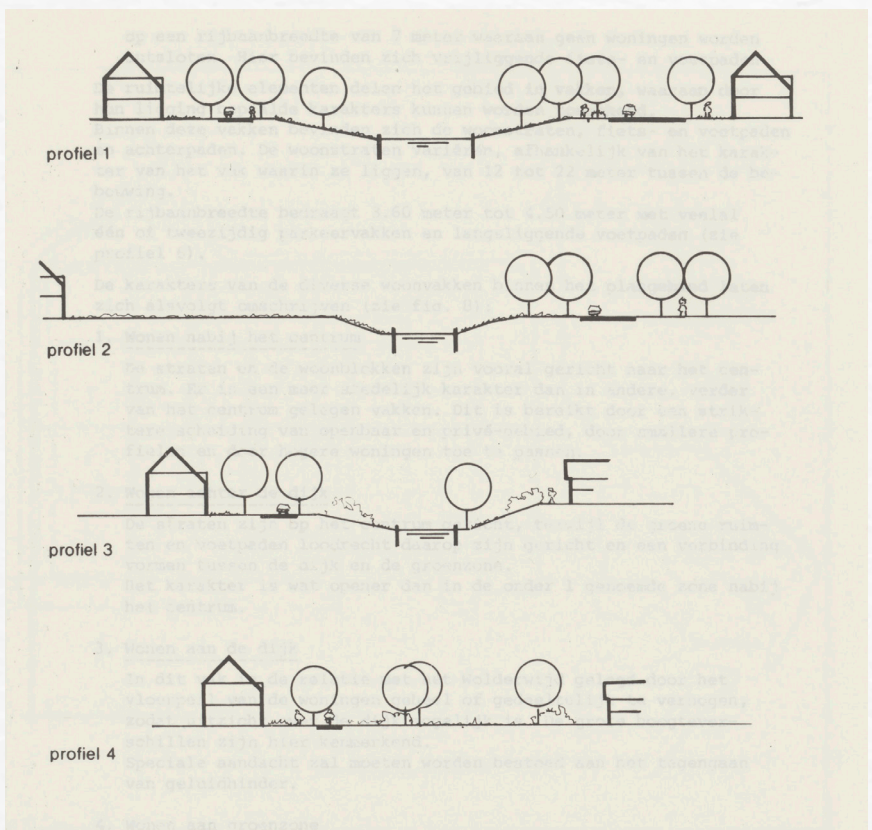 op een rijbaanbreedte van 7 meter waaraan geen woningen worden
ontsloten. Hier bevinden zich vrijliggende fiets- en voetpaden
De ruimtelijke elementen delen het gebied in vakken, waaraan door
hun ligging karakters kunnen worden
Binnen deze vakken bevinden zich de woonstraten, fiets- en voetpaden
profiel 1
en achterpaden. De woonstraten variëren, afhankelijk van het karak-
ter van het vak waarin ze liggen, van 12 tot 22 meter tussen de be-
bouwing.
De rijbaanbreedte bedraagt 3.60 meter tot 4.50 meter met veelal
één of tweezijdig parkeervakken en langsliggende voetpaden (zie
profiel 6).
De karakters van de diverse woonvakken binnen het plangebied laten
zich alsvolgt omschrijven (zie fig. 8).
1. Wonen nabij het centrum
profiel 2
De straten en de woonblokken zijn vooral gericht naar het cen-
trum. Er is een meer stedelijk karakter dan in andere, verder
van het centrum gelegen vakken. Dit is bereikt door een strik-
tere scheiding van openbaar en privé-gebied, door smallere pro-
fielen en door hogere woningen toe te passen.
2. Wonen achter de dijk
De straten zijn op het centrum gericht, terwijl de groene ruim-
ten en voetpaden loodrecht daarop zijn gericht en een verbinding
profiel 3
vormen tussen de dijk en de groenzone.
Het karakter is wat opener dan in de onder 1 genoemde zone nabij
het centrum.
3. Wonen aan de dijk
In dit vak is de relatie met het Wolderwijd gelegd door het
vloerpeil van de woningen geheel of gedeeltelijk te verhogen,
zodat
schillen zijn hier kenmerkend.
profiel 4
Speciale aandacht zal moeten worden besteed aan het tegengaan
van geluidhinder.
4. Wonen aan groenzone